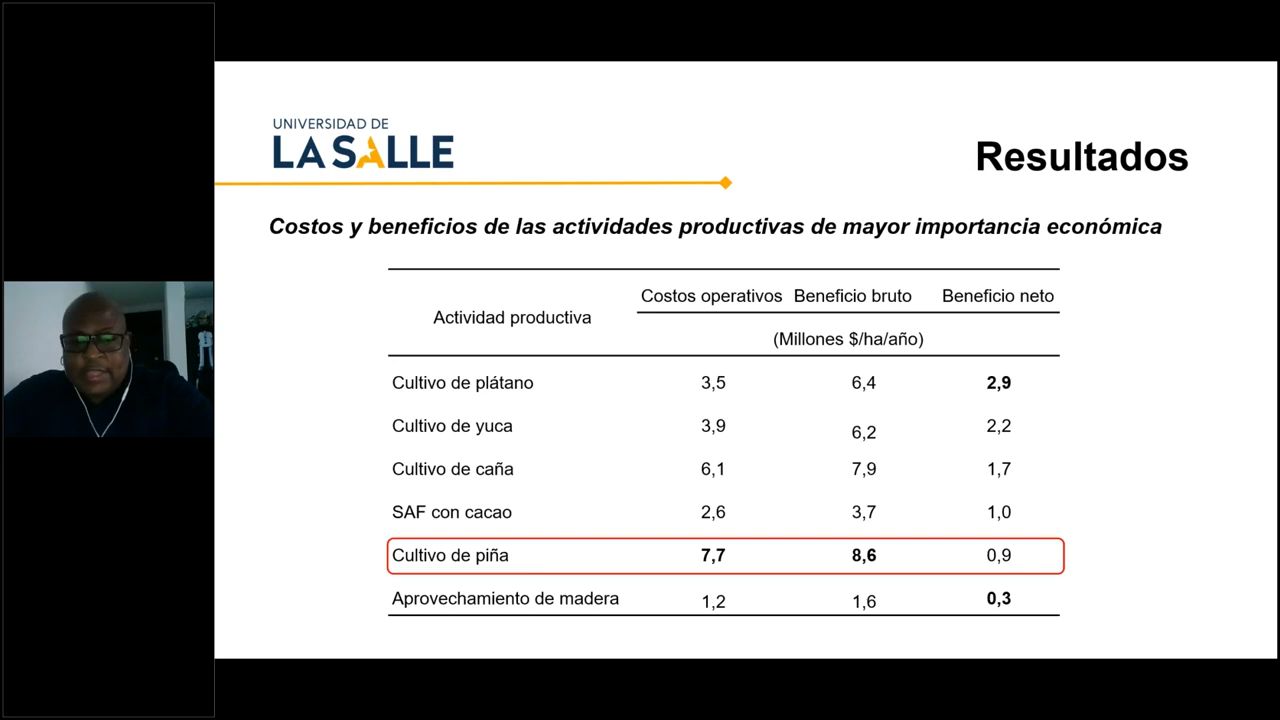 UNIVERSIDAD DE
LA SALLE
Resultados
Costos y beneficios de las actividades productivas de mayor importancia económica
Actividad productiva Costos operativos Beneficio bruto Beneficio neto
(Millones $/ha/año)
Cultivo de plátano 3,5 6,4 2,9
Cultivo de yuca 3,9 6,2 2,2
Cultivo de caña 6,1 7,9 1,7
SAF con cacao 2,6 3,7 1,0
Cultivo de piña 7,7 8,6 0,9
Aprovechamiento de madera 1,2 1,6 0,3